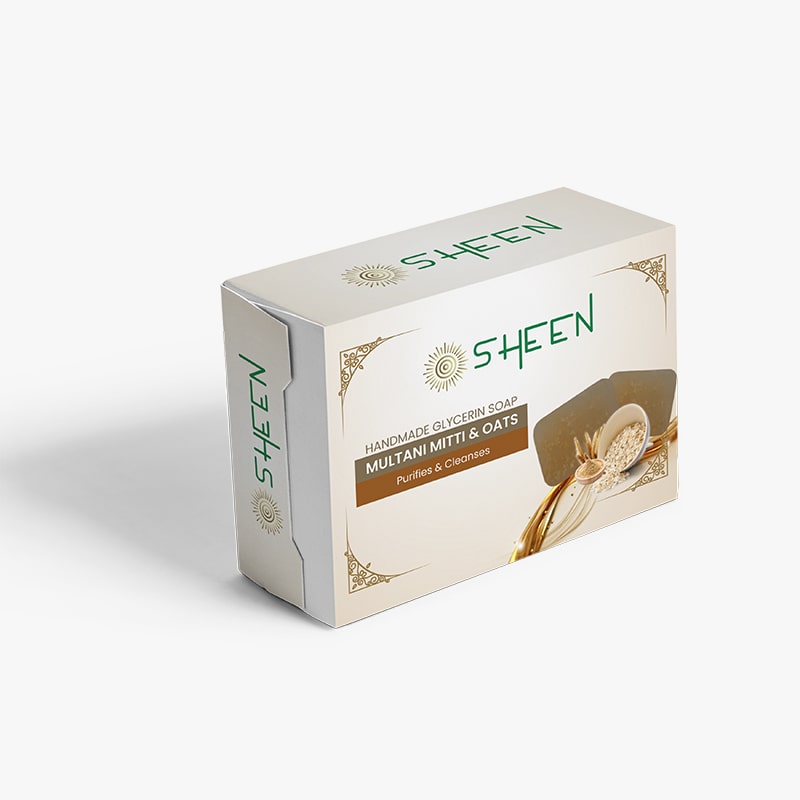 SHEEN
SHEEN
SHEEN
HANDMADE GLYCERIN SOAP
MULTANI MITTI & OATS
Purifies & Cleanses